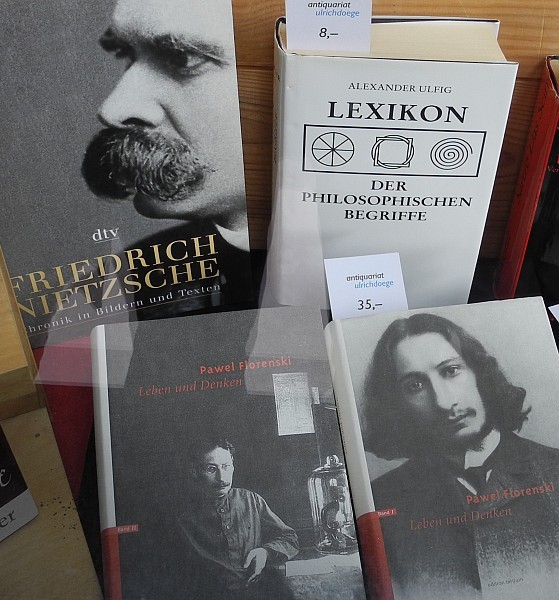 dtv
FRIEDRICH
NIETZSCHE
Chronik in Bildern und Texten
antiquariat
ulrichdoege
8,–
ALEXANDER ULFIG
LEXIKON
DER
PHILOSOPHISCHEN
BEGRIFFE
antiquariat
ulrichdoege
35,–
Pawel Florenski
Leben und Denken
Band II
Pawel Florenski
Leben und Denken
Band I
er